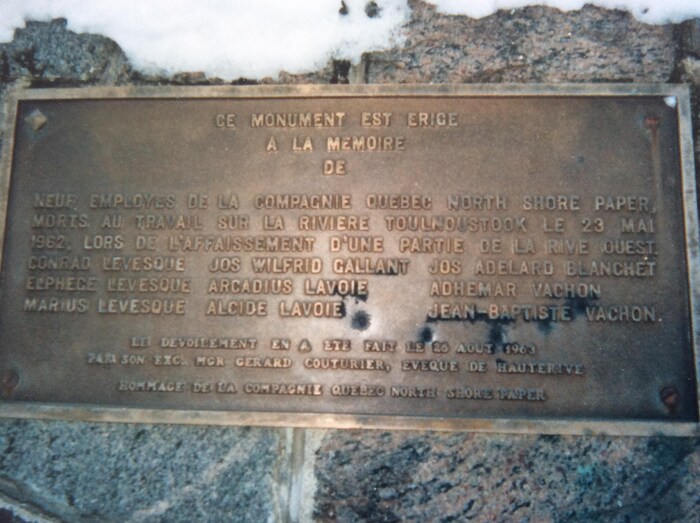 CE MONUMENT EST ERIGE
A LA MEMOIRE
DE
NEUF EMPLOYES DE LA COMPAGNIE QUEBEC NORTH SHORE PAPER,
MORTS AU TRAVAIL SUR LA RIVIERE TOULNOUSTOOK LE 23 MAI
1962, LORS DE L'AFFAISSEMENT D'UNE PARTIE DE LA RIVE OUEST.
CONRAD LEVESQUE JOS WILFRID GALLANT JOS ADELARD BLANCHET
ELPHEGE LEVESQUE ARCADIUS LAVOIE ADHEMAR VACHON
MARIUS LEVESQUE ALCIDE LAVOIE JEAN-BAPTISTE VACHON.
LE DEVOILEMENT EN A ETE FAIT LE 25 AOUT 1963
PAR SON EXC. MGR GERARD COUTURIER, EVEQUE DE HAUTERIVE
HOMMAGE DE LA COMPAGNIE QUEBEC NORTH SHORE PAPER